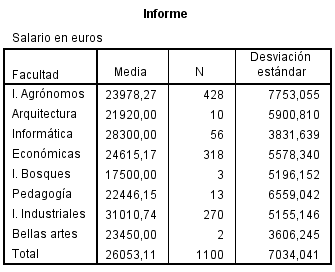 Informe
Salario en euros
Facultad Media N Desviación estándar
I. Agrónomos 23978,27 428 7753,055
Arquitectura 21920,00 10 5900,810
Informática 28300,00 56 3831,639
Económicas 24615,17 318 5578,340
I. Bosques 17500,00 3 5196,152
Pedagogía 22446,15 13 6559,042
I. Industriales 31010,74 270 5155,146
Bellas artes 23450,00 2 3606,245
Total 26053,11 1100 7034,041